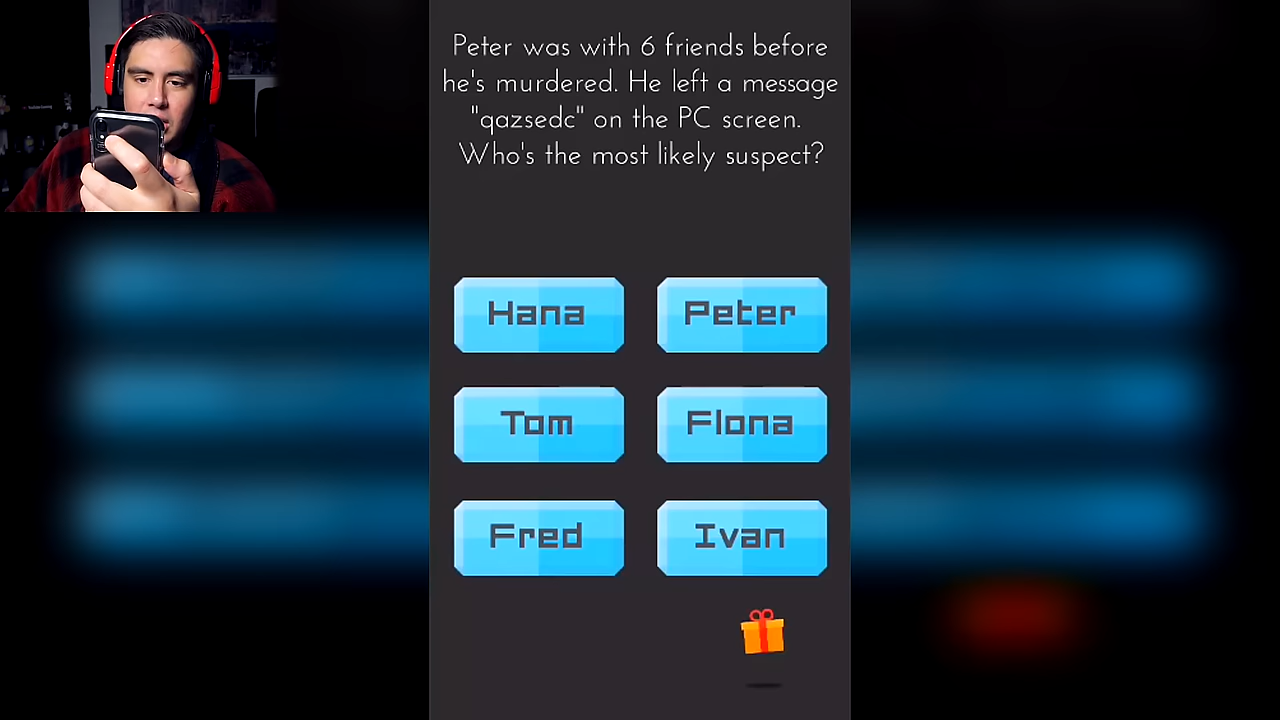 Peter was with 6 friends before
he's murdered. He left a message
"qazsedc" on the PC screen.
Who's the most likely suspect?
Hana Peter
Tom FIona
Fred Ivan